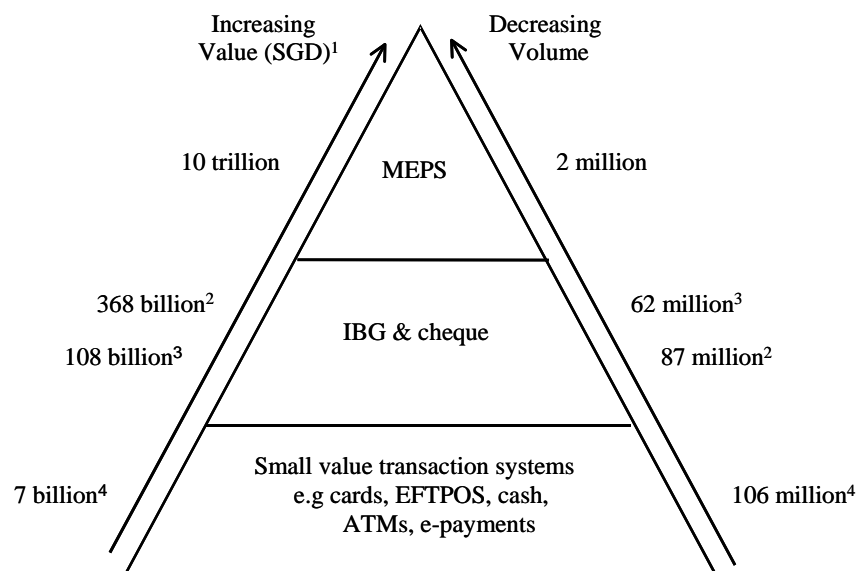 Increasing
Value (SGD)¹
Decreasing
Volume
10 trillion
MEPS
2 million
368 billion²
62 million³
IBG & cheque
108 billion³
87 million²
Small value transaction systems
e.g cards, EFTPOS, cash,
ATMs, e-payments
7 billion⁴
106 million⁴